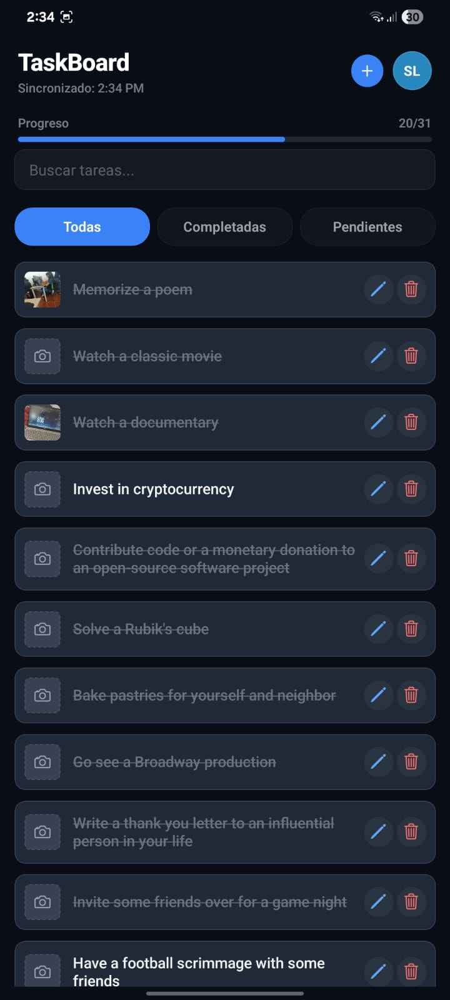 2:34
30
TaskBoard
Sincronizado: 2:34 PM
+
SL
Progreso
20/31
Buscar tareas...
Todas
Completadas
Pendientes
Memorize a poem
Watch a classic movie
Watch a documentary
Invest in cryptocurrency
Contribute code or a monetary donation to
an open-source software project
Solve a Rubik's cube
Bake pastries for yourself and neighbor
Go see a Broadway production
Write a thank you letter to an influential
person in your life
Invite some friends over for a game night
Have a football scrimmage with some
friends